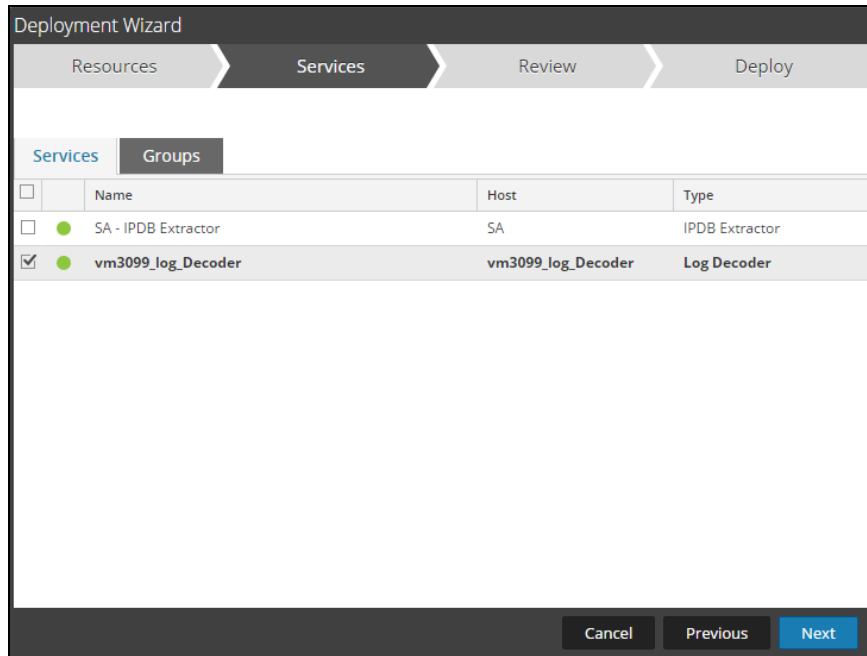 Deployment Wizard
Resources Services Review Deploy
Services Groups
Name Host Type
SA - IPDB Extractor SA IPDB Extractor
vm3099_log_Decoder vm3099_log_Decoder Log Decoder
Cancel Previous Next